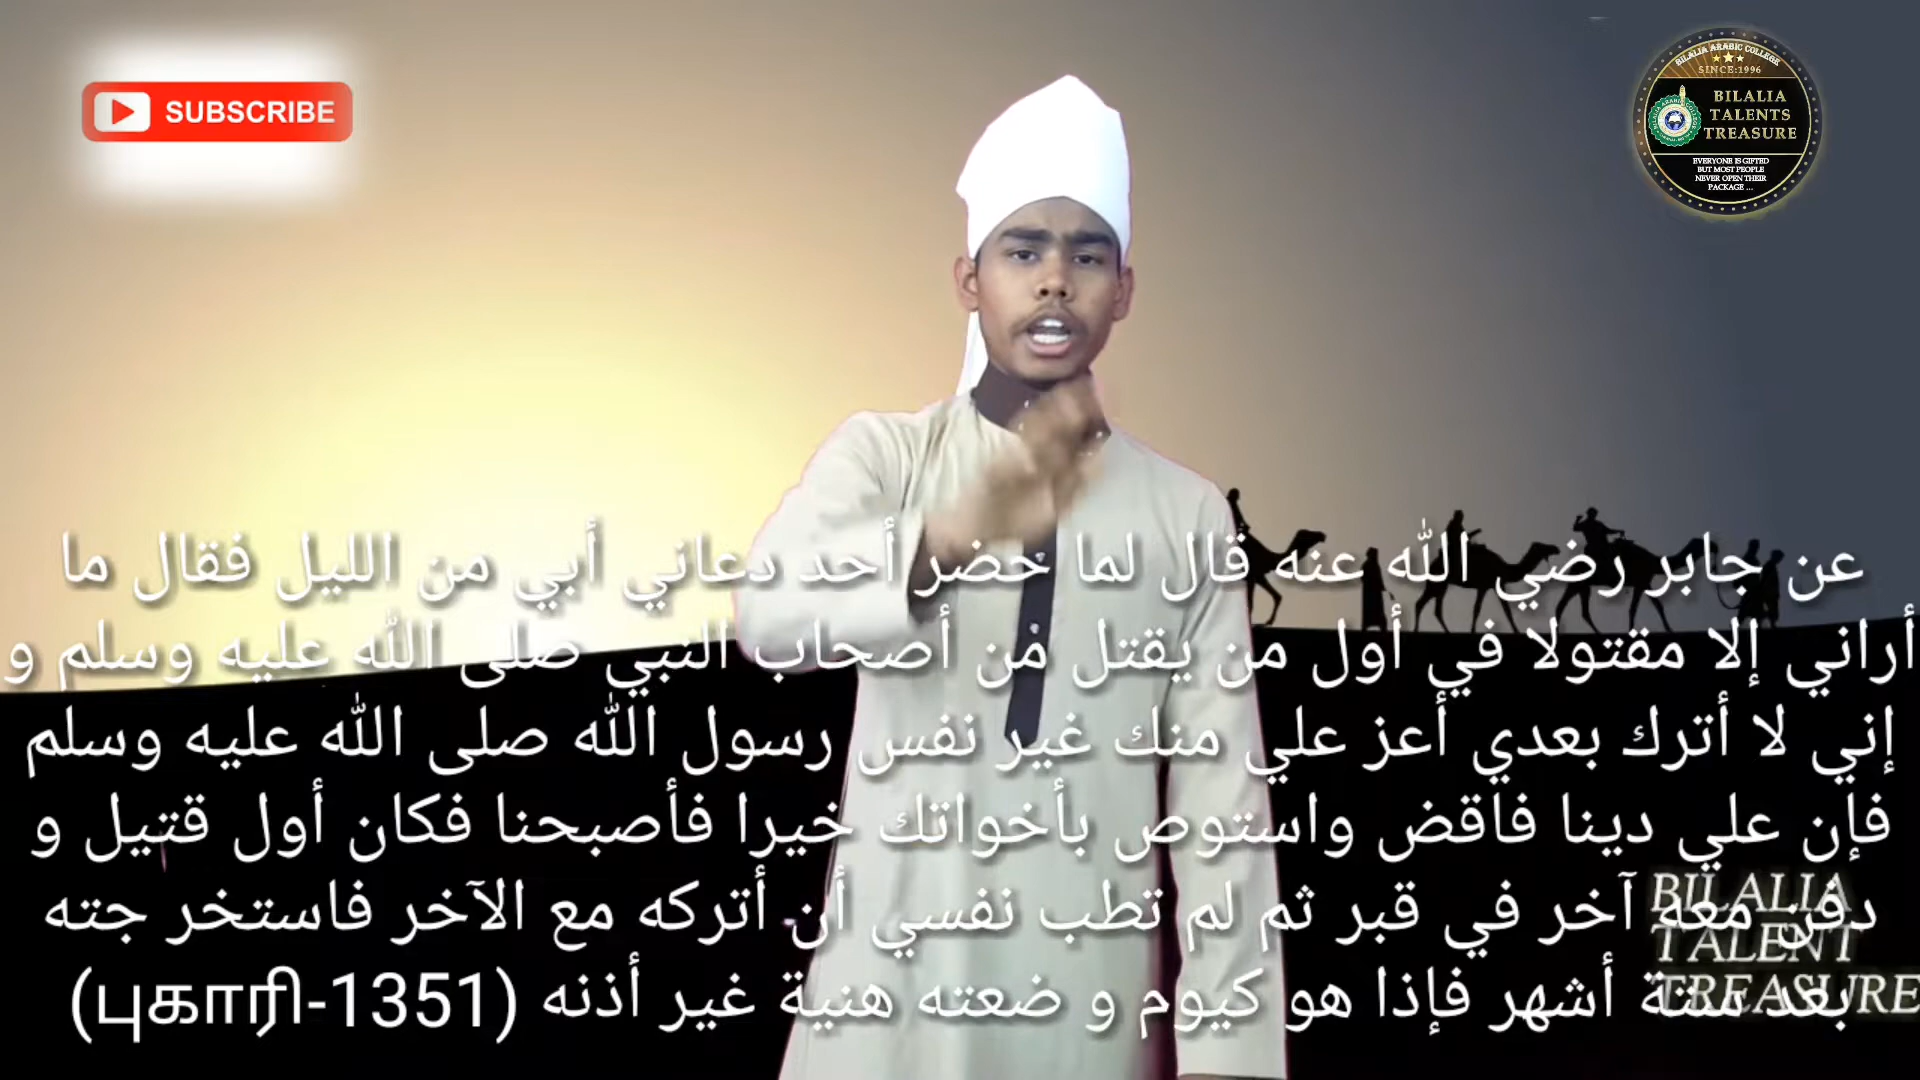 SUBSCRIBE
BILALIA ARABIC COLLEGE
SINCE:1996
BILALIA
TALENTS
TREASURE
EVERYONE IS GIFTED
BUT MOST PEOPLE
NEVER OPEN THEIR
PACKAGE ...
عن جابر رضي الله عنه قال لما حضر أحد دعاني أبي من الليل فقال ما
أراني إلا مقتولا في أول من يقتل من أصحاب النبي صلى الله عليه وسلم و
إني لا أترك بعدي أعز علي منك غير نفس رسول الله صلى الله عليه وسلم
فإن علي دينا فاقض واستوص بأخواتك خيرا فأصبحنا فكان أول قتيل و
دفن معه آخر في قبر ثم لم تطب نفسي أن أتركه مع الآخر فاستخر جته
بعد ستة أشهر فإذا هو كيوم و ضعته هنية غير أذنه (புகாரி-1351)
BILALIA
TALENT
TREASURE